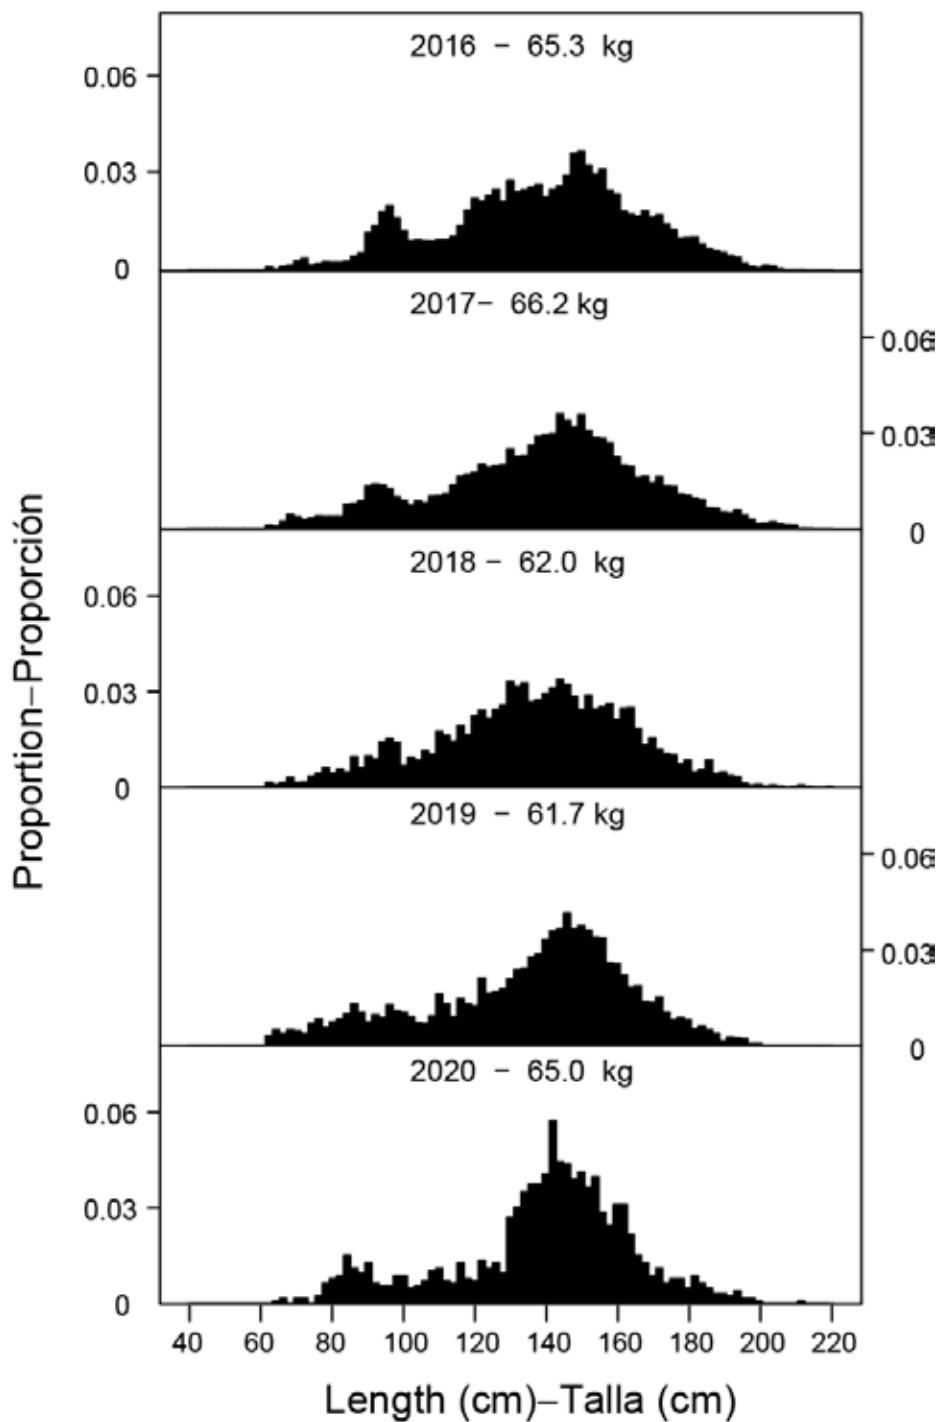 2016 – 65.3 kg
0.06
0.03
0
2017– 66.2 kg
0.06
0.03
0
2018 – 62.0 kg
0.06
0.03
0
2019 – 61.7 kg
0.06
0.03
0
2020 – 65.0 kg
0.06
0.03
0
Proportion–Proporción
40 60 80 100 120 140 160 180 200 220
Length (cm)–Talla (cm)